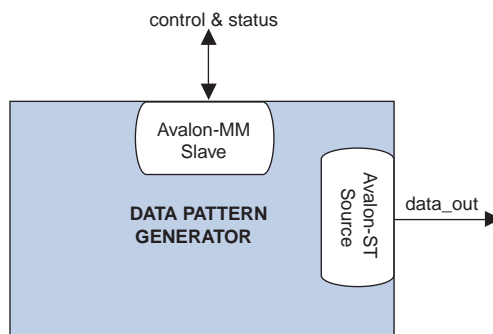 control & status
Avalon-MM
Slave
Avalon-ST
Source
data_out
DATA PATTERN
GENERATOR